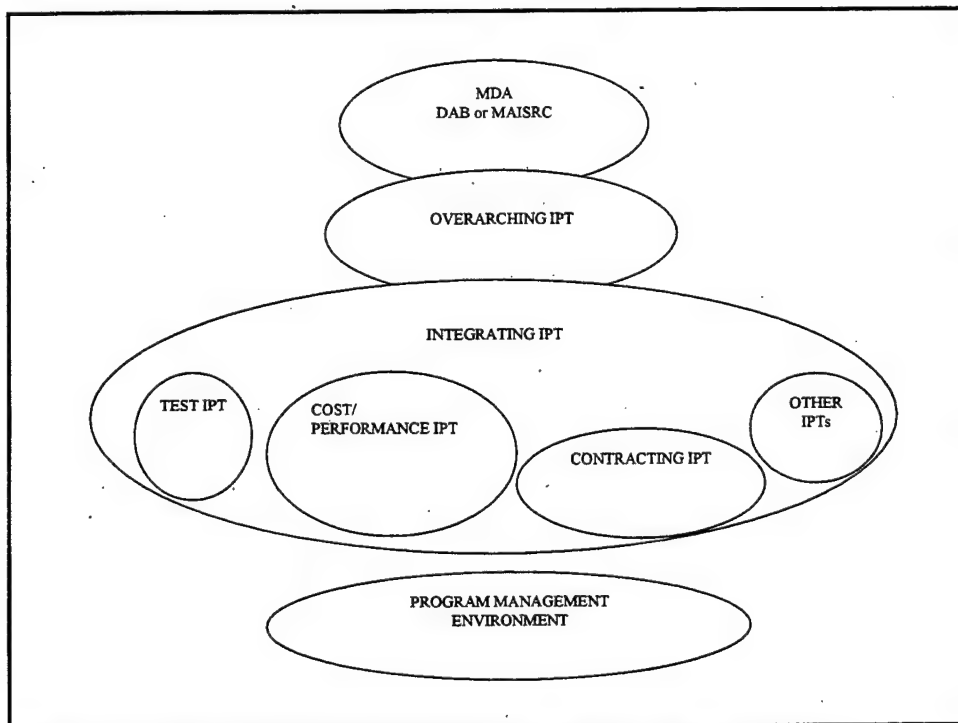 MDA
DAB or MAISRC
OVERARCHING IPT
INTEGRATING IPT
TEST IPT
COST/
PERFORMANCE IPT
CONTRACTING IPT
OTHER
IPTs
PROGRAM MANAGEMENT
ENVIRONMENT